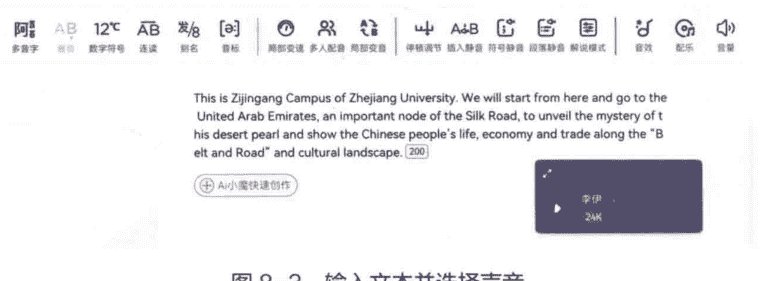 阿 AB 12℃ AB 发/8 [ə:] A⇣B
多音字 重音 数字符号 连读 别名 音标 局部变速 多人配音 局部变音 停顿调节 插入静音 符号静音 段落静音 解说模式 音效 配乐 音量
This is Zijingang Campus of Zhejiang University. We will start from here and go to the
United Arab Emirates, an important node of the Silk Road, to unveil the mystery of t
his desert pearl and show the Chinese people's life, economy and trade along the "B
elt and Road" and cultural landscape. 200
Ai小魔快速创作
李伊
24K
图 8-2 输入文本并选择声音